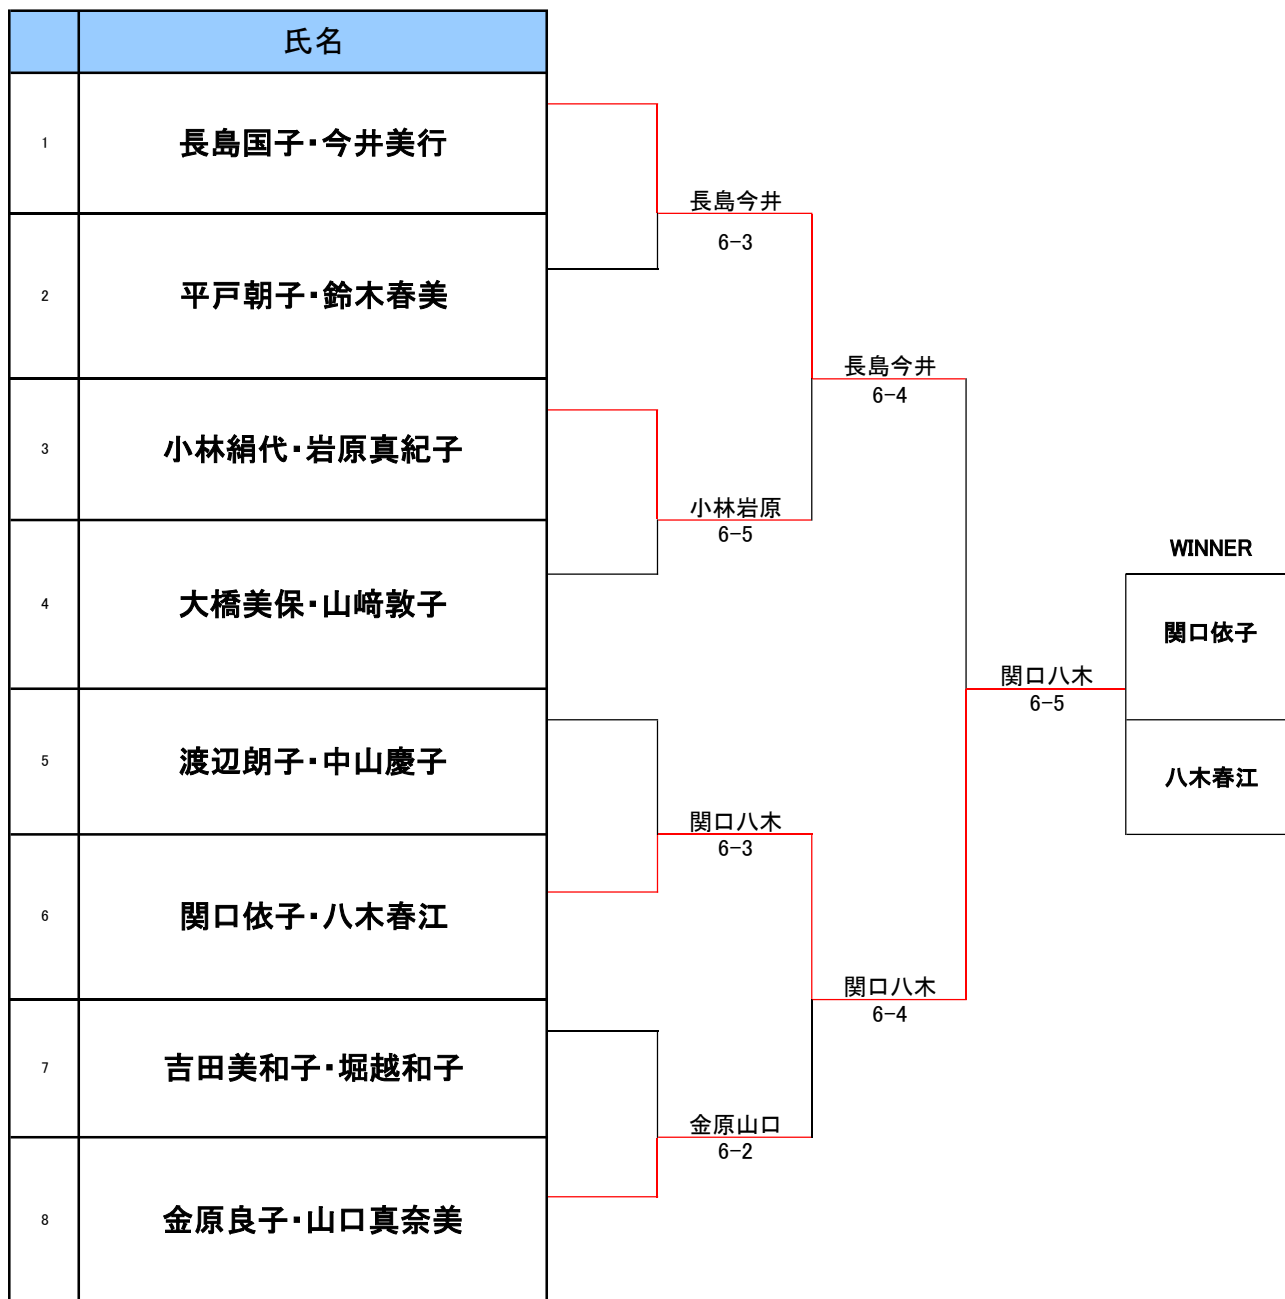 氏名
1 長島国子・今井美行
長島今井
6-3
2 平戸朝子・鈴木春美
長島今井
6-4
3 小林絹代・岩原真紀子
小林岩原
6-5
4 大橋美保・山﨑敦子
WINNER
関口依子
関口八木
6-5
八木春江
5 渡辺朗子・中山慶子
関口八木
6-3
6 関口依子・八木春江
関口八木
6-4
7 吉田美和子・堀越和子
金原山口
6-2
8 金原良子・山口真奈美